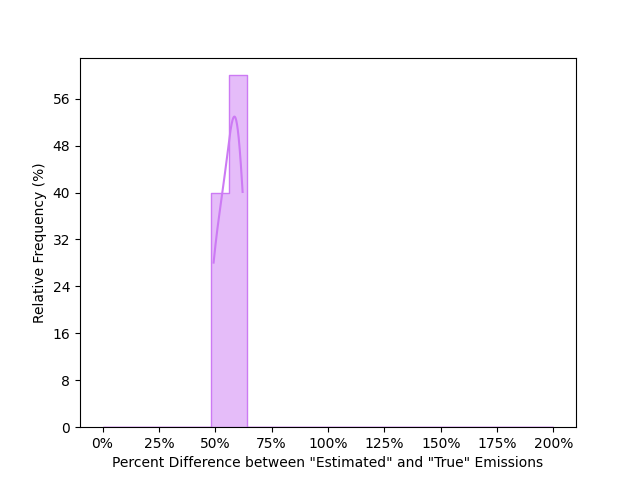 56
48
40
32
24
16
8
0
Relative Frequency (%)
0% 25% 50% 75% 100% 125% 150% 175% 200%
Percent Difference between "Estimated" and "True" Emissions